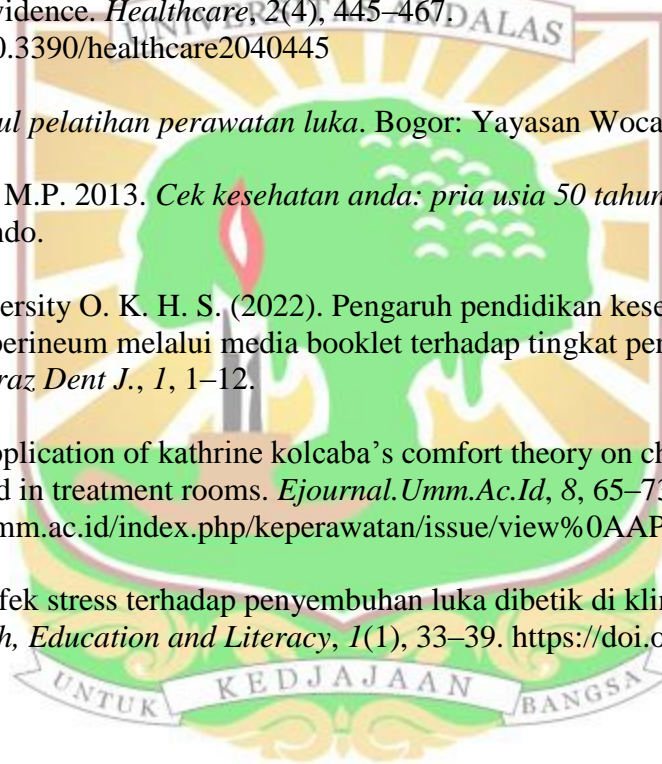 vidence. Healthcare, 2(4), 445–467.
UNIVERSITAS ANDALAS
0.3390/healthcare2040445
ul pelatihan perawatan luka. Bogor: Yayasan Woca
M.P. 2013. Cek kesehatan anda: pria usia 50 tahun
ndo.
ersity O. K. H. S. (2022). Pengaruh pendidikan kese
perineum melalui media booklet terhadap tingkat pen
raz Dent J., 1, 1–12.
pplication of kathrine kolcaba’s comfort theory on ch
d in treatment rooms. Ejournal.Umm.Ac.Id, 8, 65–73
mm.ac.id/index.php/keperawatan/issue/view%0AAP
fek stress terhadap penyembuhan luka dibetik di klin
h, Education and Literacy, 1(1), 33–39. https://doi.o
UNTUK KEDJAJAAN BANGSA